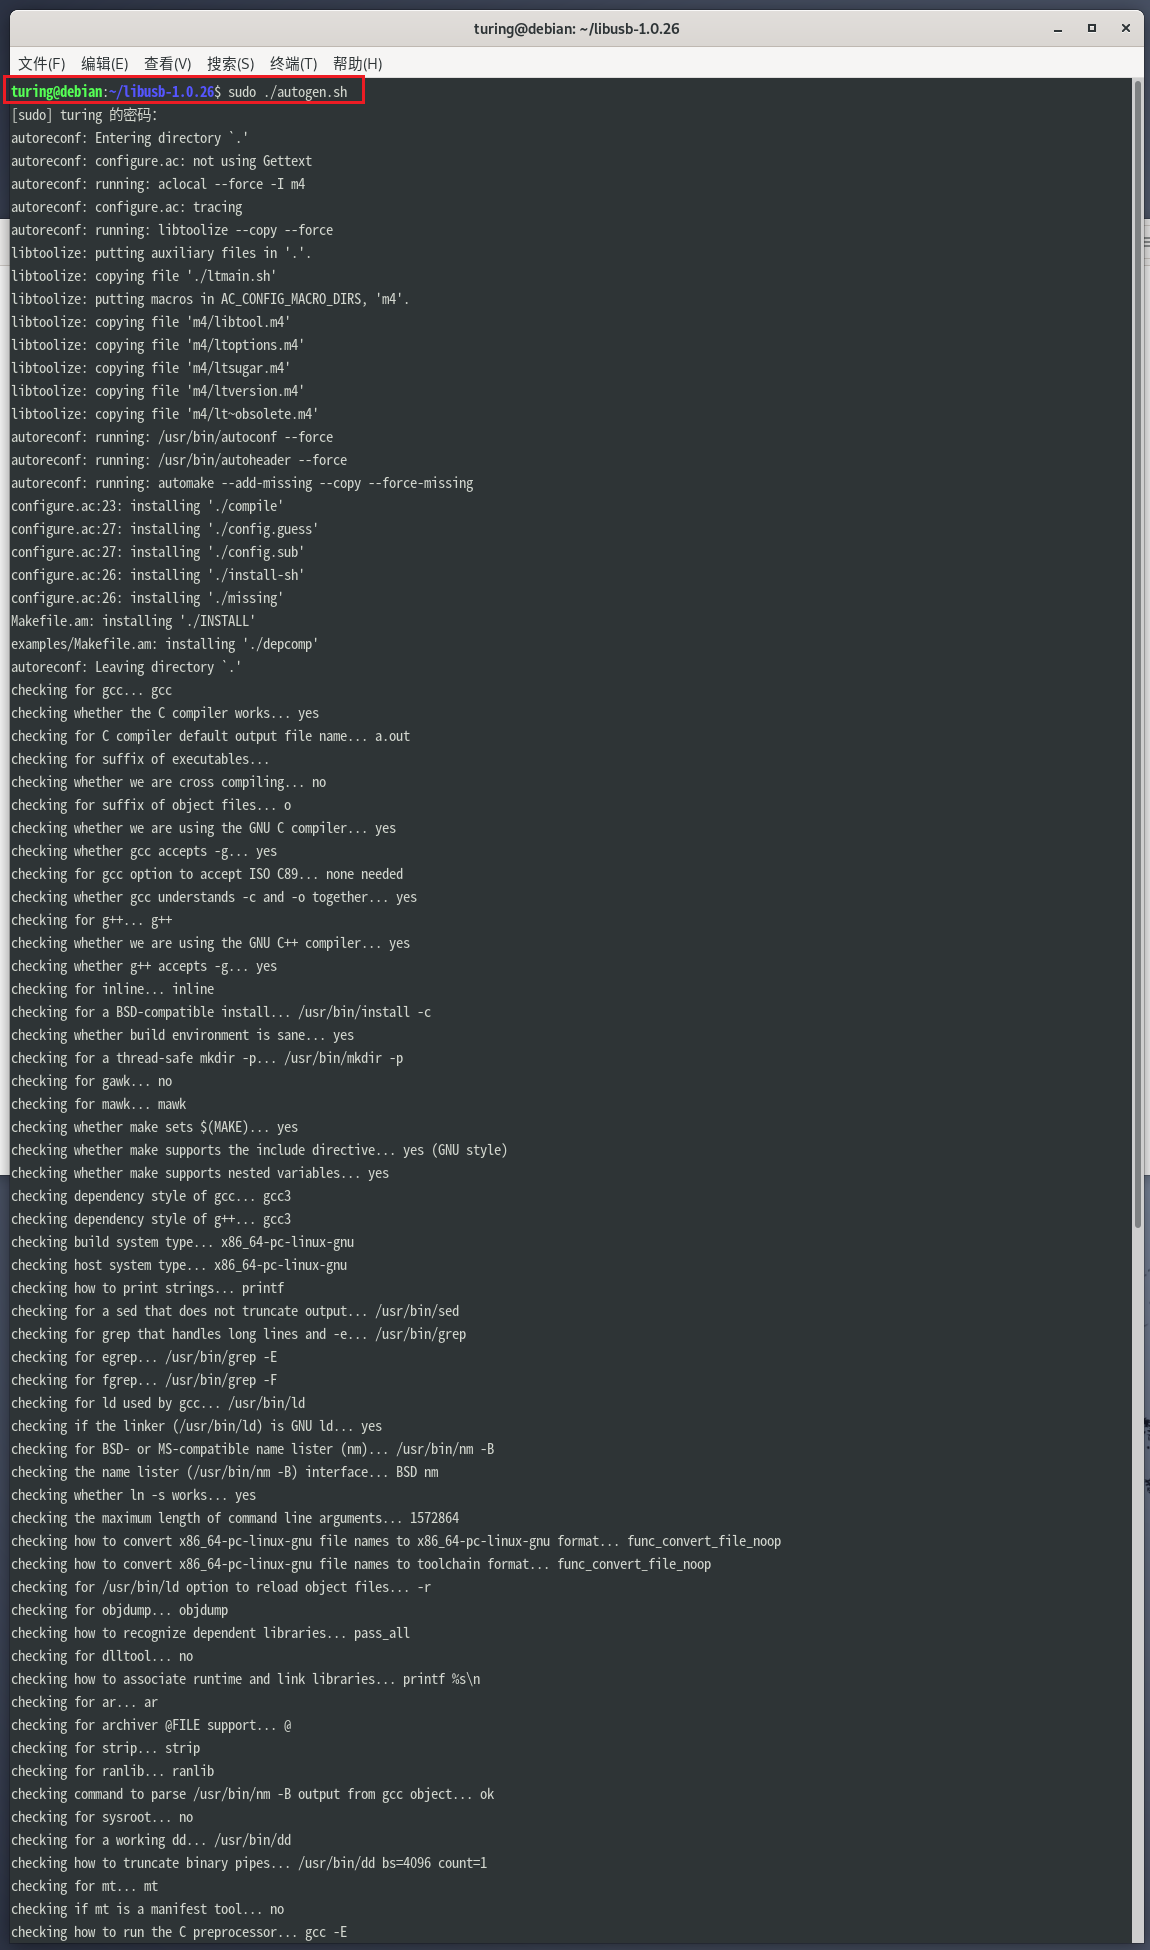 turing@debian: ~/libusb-1.0.26
文件(F) 编辑(E) 查看(V) 搜索(S) 终端(T) 帮助(H)
turing@debian:~/libusb-1.0.26$ sudo ./autogen.sh
[sudo] turing 的密码：
autoreconf: Entering directory `.'
autoreconf: configure.ac: not using Gettext
autoreconf: running: aclocal --force -I m4
autoreconf: configure.ac: tracing
autoreconf: running: libtoolize --copy --force
libtoolize: putting auxiliary files in '.'.
libtoolize: copying file './ltmain.sh'
libtoolize: putting macros in AC_CONFIG_MACRO_DIRS, 'm4'.
libtoolize: copying file 'm4/libtool.m4'
libtoolize: copying file 'm4/ltoptions.m4'
libtoolize: copying file 'm4/ltsugar.m4'
libtoolize: copying file 'm4/ltversion.m4'
libtoolize: copying file 'm4/lt~obsolete.m4'
autoreconf: running: /usr/bin/autoconf --force
autoreconf: running: /usr/bin/autoheader --force
autoreconf: running: automake --add-missing --copy --force-missing
configure.ac:23: installing './compile'
configure.ac:27: installing './config.guess'
configure.ac:27: installing './config.sub'
configure.ac:26: installing './install-sh'
configure.ac:26: installing './missing'
Makefile.am: installing './INSTALL'
examples/Makefile.am: installing './depcomp'
autoreconf: Leaving directory `.'
checking for gcc... gcc
checking whether the C compiler works... yes
checking for C compiler default output file name... a.out
checking for suffix of executables...
checking whether we are cross compiling... no
checking for suffix of object files... o
checking whether we are using the GNU C compiler... yes
checking whether gcc accepts -g... yes
checking for gcc option to accept ISO C89... none needed
checking whether gcc understands -c and -o together... yes
checking for g++... g++
checking whether we are using the GNU C++ compiler... yes
checking whether g++ accepts -g... yes
checking for inline... inline
checking for a BSD-compatible install... /usr/bin/install -c
checking whether build environment is sane... yes
checking for a thread-safe mkdir -p... /usr/bin/mkdir -p
checking for gawk... no
checking for mawk... mawk
checking whether make sets $(MAKE)... yes
checking whether make supports the include directive... yes (GNU style)
checking whether make supports nested variables... yes
checking dependency style of gcc... gcc3
checking dependency style of g++... gcc3
checking build system type... x86_64-pc-linux-gnu
checking host system type... x86_64-pc-linux-gnu
checking how to print strings... printf
checking for a sed that does not truncate output... /usr/bin/sed
checking for grep that handles long lines and -e... /usr/bin/grep
checking for egrep... /usr/bin/grep -E
checking for fgrep... /usr/bin/grep -F
checking for ld used by gcc... /usr/bin/ld
checking if the linker (/usr/bin/ld) is GNU ld... yes
checking for BSD- or MS-compatible name lister (nm)... /usr/bin/nm -B
checking the name lister (/usr/bin/nm -B) interface... BSD nm
checking whether ln -s works... yes
checking the maximum length of command line arguments... 1572864
checking how to convert x86_64-pc-linux-gnu file names to x86_64-pc-linux-gnu format... func_convert_file_noop
checking how to convert x86_64-pc-linux-gnu file names to toolchain format... func_convert_file_noop
checking for /usr/bin/ld option to reload object files... -r
checking for objdump... objdump
checking how to recognize dependent libraries... pass_all
checking for dlltool... no
checking how to associate runtime and link libraries... printf %s\n
checking for ar... ar
checking for archiver @FILE support... @
checking for strip... strip
checking for ranlib... ranlib
checking command to parse /usr/bin/nm -B output from gcc object... ok
checking for sysroot... no
checking for a working dd... /usr/bin/dd
checking how to truncate binary pipes... /usr/bin/dd bs=4096 count=1
checking for mt... mt
checking if mt is a manifest tool... no
checking how to run the C preprocessor... gcc -E